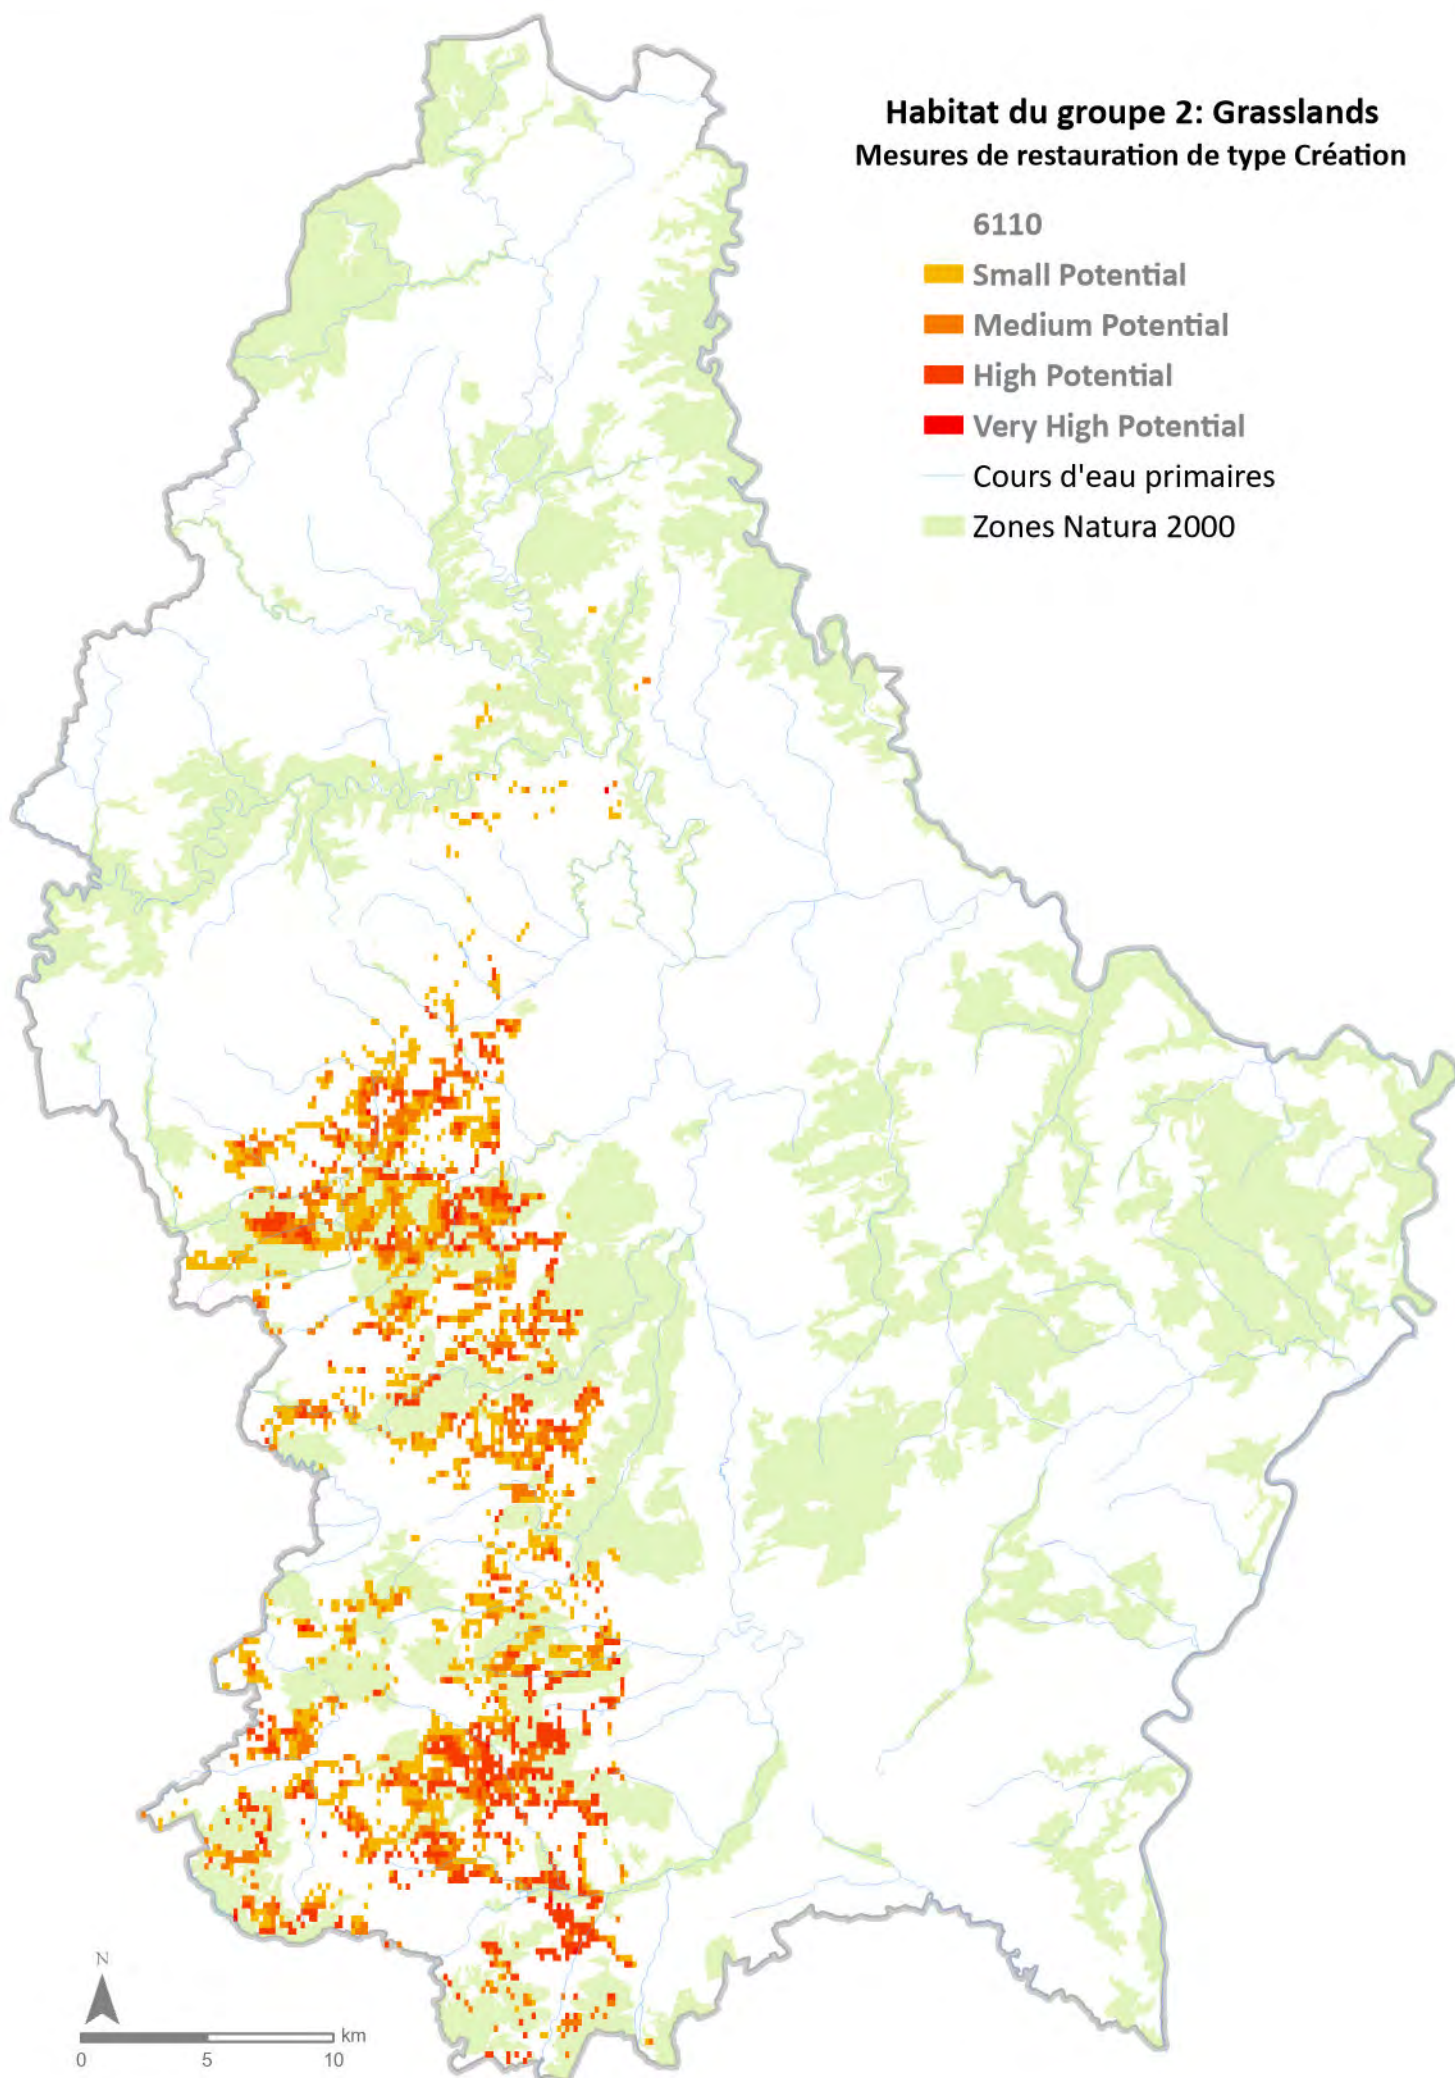 Habitat du groupe 2: Grasslands
Mesures de restauration de type Création
6110
Small Potential
Medium Potential
High Potential
Very High Potential
Cours d'eau primaires
Zones Natura 2000
N
km
0 5 10